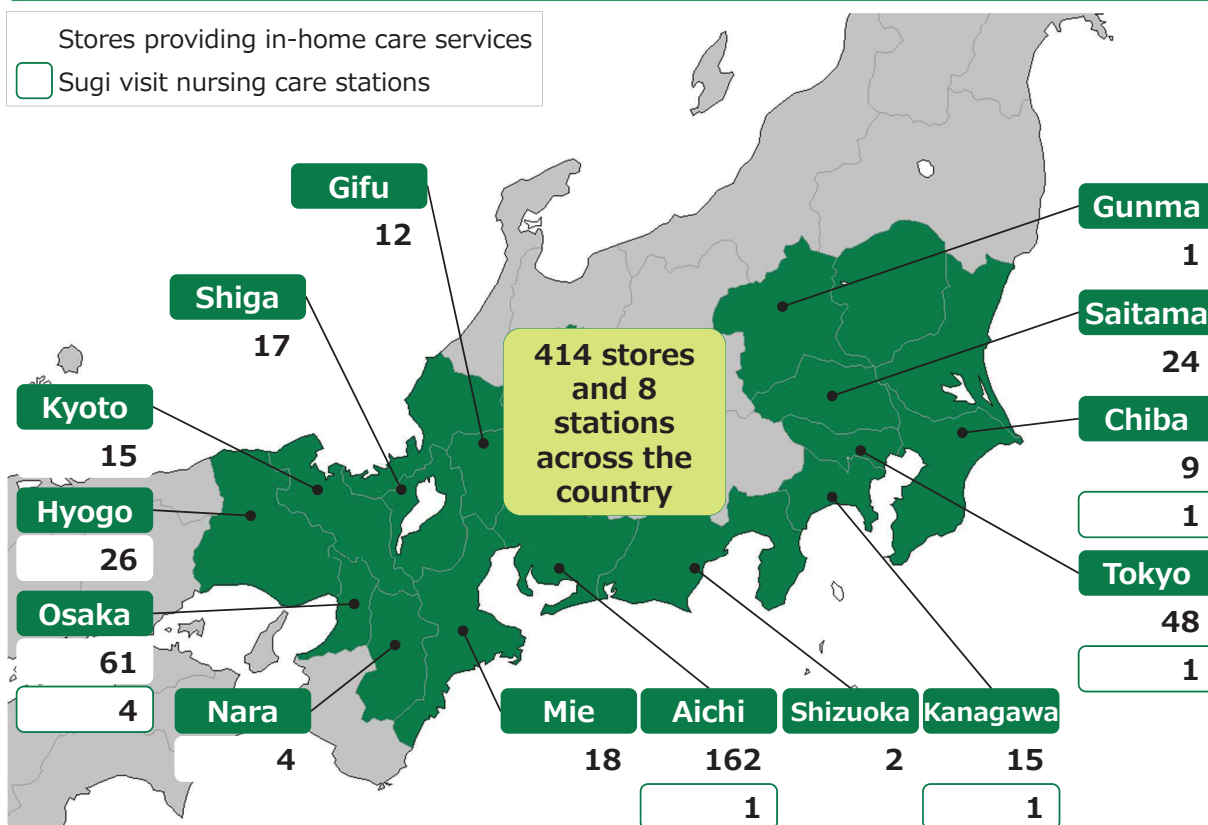 Stores providing in-home care services
Sugi visit nursing care stations
Gifu
12
Shiga
17
Kyoto
15
Hyogo
26
Osaka
61
4
Nara
4
Mie
18
Aichi
162
1
Shizuoka
2
Kanagawa
15
1
414 stores
and 8
stations
across the
country
Gunma
1
Saitama
24
Chiba
9
1
Tokyo
48
1